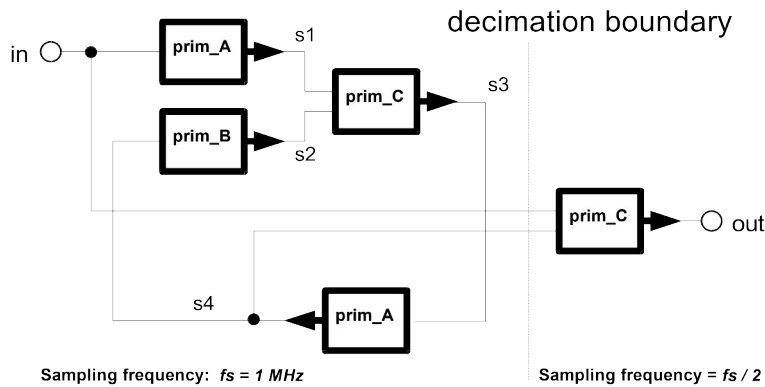 decimation boundary
in
prim_A
s1
prim_C
s3
prim_B
s2
prim_C
out
s4
prim_A
Sampling frequency: fs = 1 MHz
Sampling frequency = fs / 2